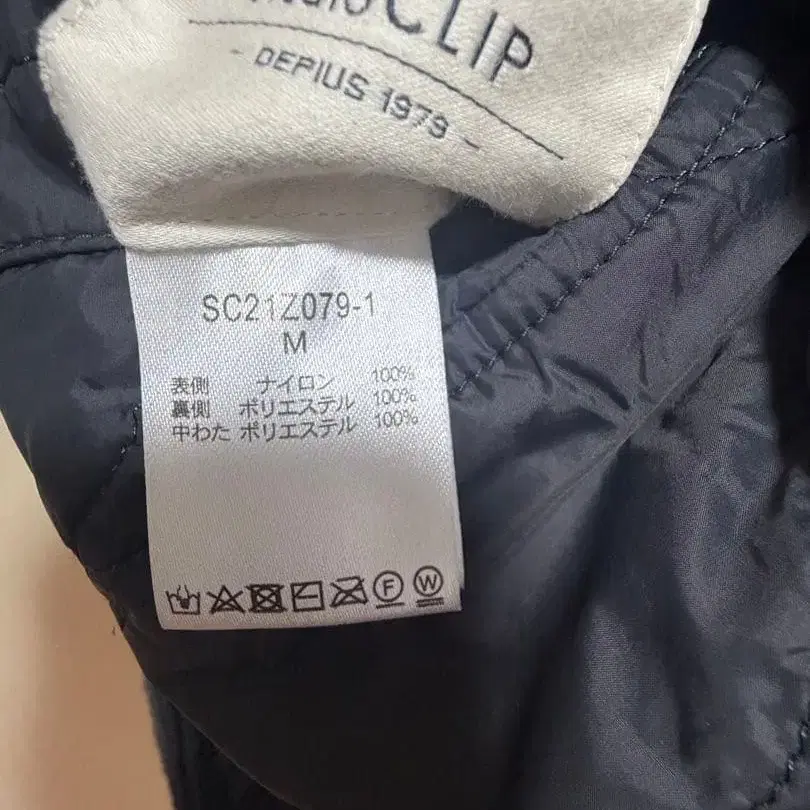 CLIP
- DEPIUS 1979 -
SC21Z079-1
M
表側 ナイロン 100%
裏側 ポリエステル 100%
中わた ポリエステル 100%
F W